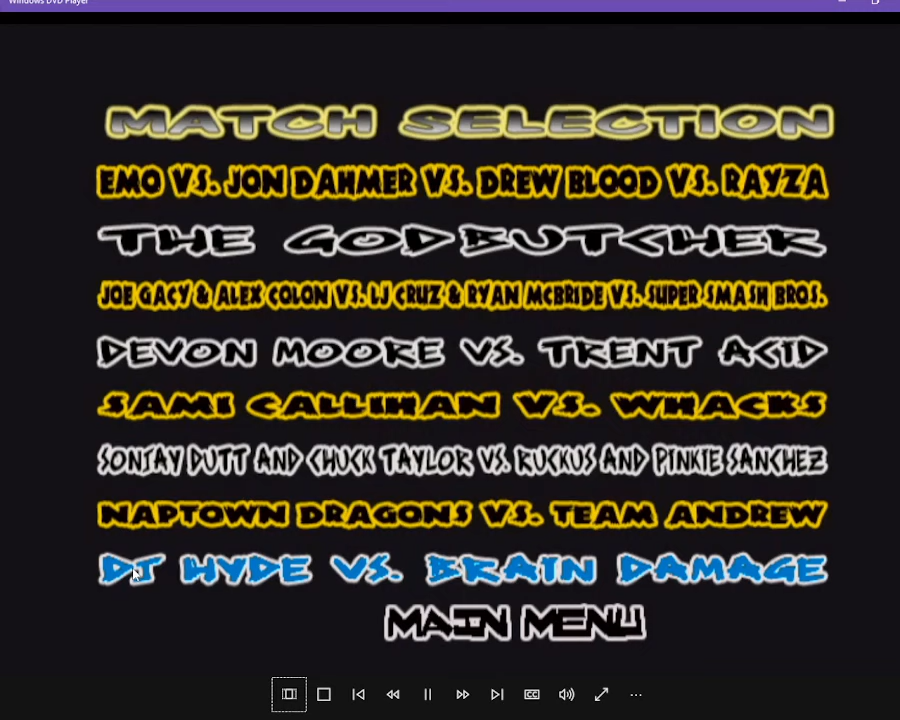 Windows DVD Player
MATCH SELECTION
EMO VS. JON DAHMER VS. DREW BLOOD VS. RAYZA
THE GODBUTCHER
JOE GACY & ALEX COLON VS. LJ CRUZ & RYAN MCBRIDE VS. SUPER SMASH BROS.
DEVON MOORE VS. TRENT ACID
SAMI CALLIHAN VS. WHACKS
SONJAY DUTT AND CHUCK TAYLOR VS. RUCKUS AND PINKIE SANCHEZ
NAPTOWN DRAGONS VS. TEAM ANDREW
DJ HYDE VS. BRAIN DAMAGE
MAIN MENU